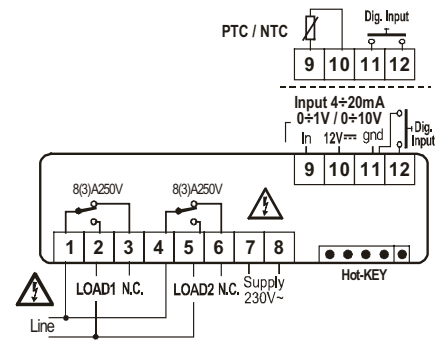 PTC / NTC
Dig. Input
9 10 11 12
Input 4÷20mA
0÷1V / 0÷10V
In 12V⎓ gnd
Dig.
Input
9 10 11 12
8(3)A250V 8(3)A250V
1 2 3 4 5 6 7 8
LOAD1 N.C. LOAD2 N.C. Supply
230V~
Hot-KEY
Line